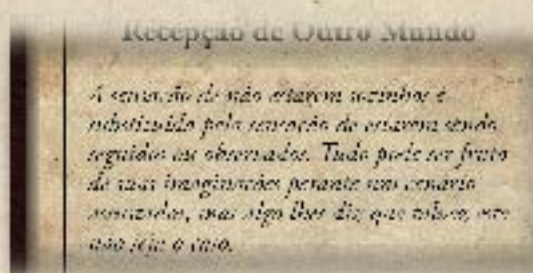 Recepção de Outro Mundo
A sensação de não estarem sozinhos é
substituída pela sensação de estarem sendo
seguidos ou observados. Tudo pode ser fruto
de suas imaginações perante um cenário
assustador, mas algo lhes diz que talvez este
não seja o caso.